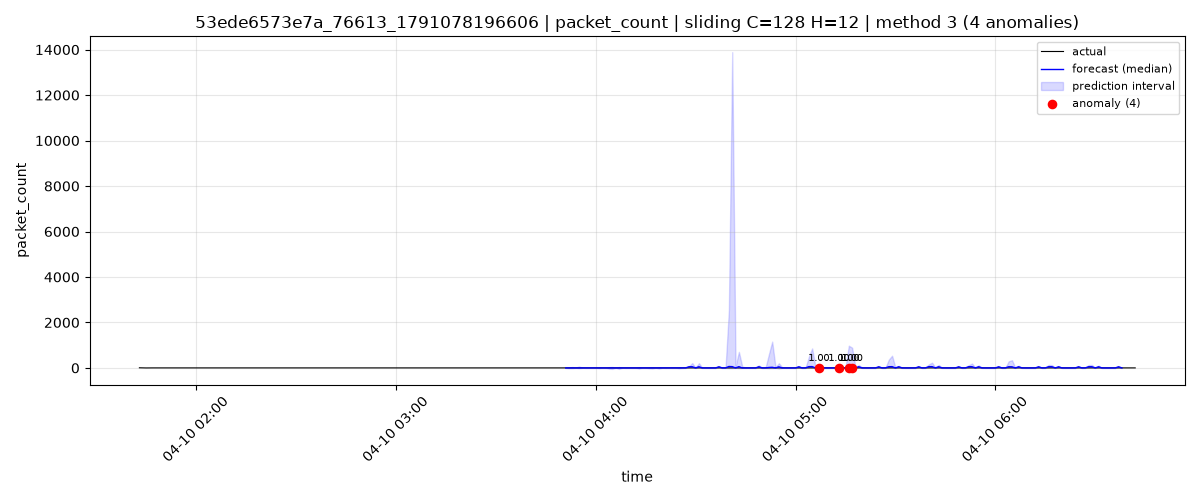 53ede6573e7a_76613_1791078196606 | packet_count | sliding C=128 H=12 | method 3 (4 anomalies)
actual
forecast (median)
prediction interval
anomaly (4)
14000
12000
10000
8000
6000
4000
2000
0
packet_count
1.00
04-10 02:00
04-10 03:00
04-10 04:00
04-10 05:00
04-10 06:00
time